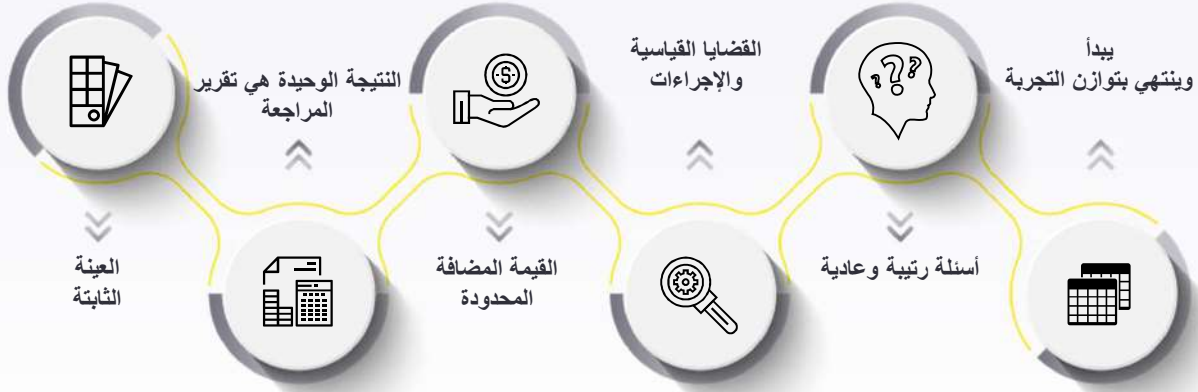 يبدأ
وينتهي بتوازن التجربة
أسئلة رتيبة وعادية
القضايا القياسية
والإجراءات
القيمة المضافة
المحدودة
النتيجة الوحيدة هي تقرير
المراجعة
العينة
الثابتة